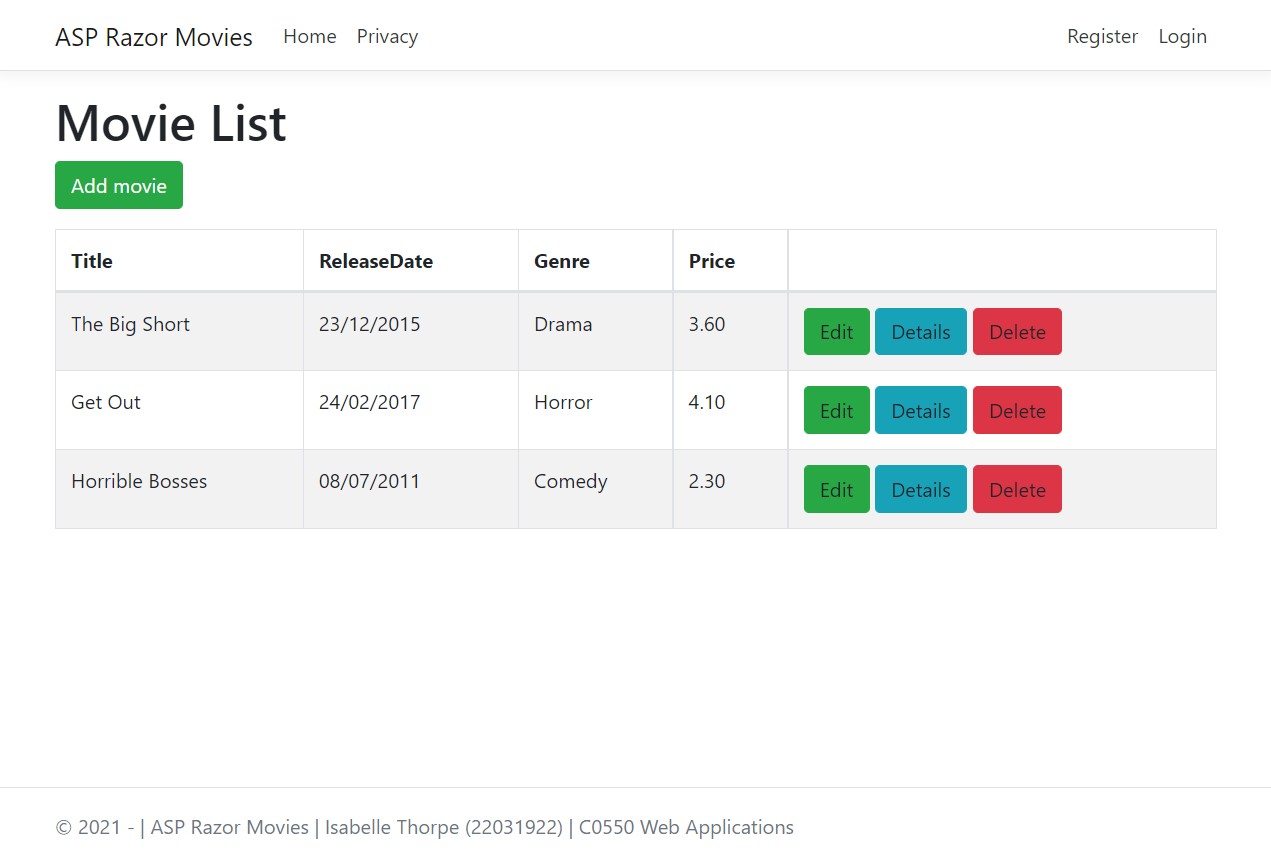 ASP Razor Movies Home Privacy Register Login
Movie List
Add movie
Title ReleaseDate Genre Price
The Big Short 23/12/2015 Drama 3.60 Edit Details Delete
Get Out 24/02/2017 Horror 4.10 Edit Details Delete
Horrible Bosses 08/07/2011 Comedy 2.30 Edit Details Delete
© 2021 - | ASP Razor Movies | Isabelle Thorpe (22031922) | C0550 Web Applications